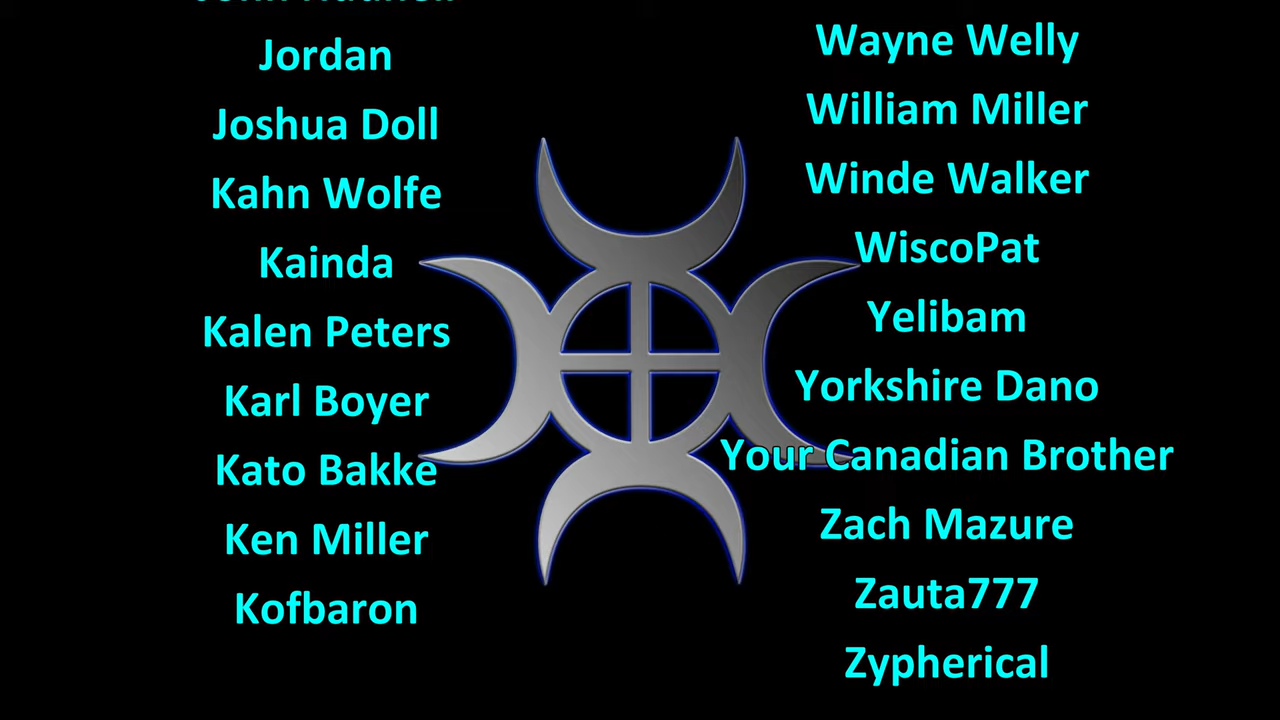 Jordan
Joshua Doll
Kahn Wolfe
Kainda
Kalen Peters
Karl Boyer
Kato Bakke
Ken Miller
Kofbaron
Wayne Welly
William Miller
Winde Walker
WiscoPat
Yelibam
Yorkshire Dano
Your Canadian Brother
Zach Mazure
Zauta777
Zypherical